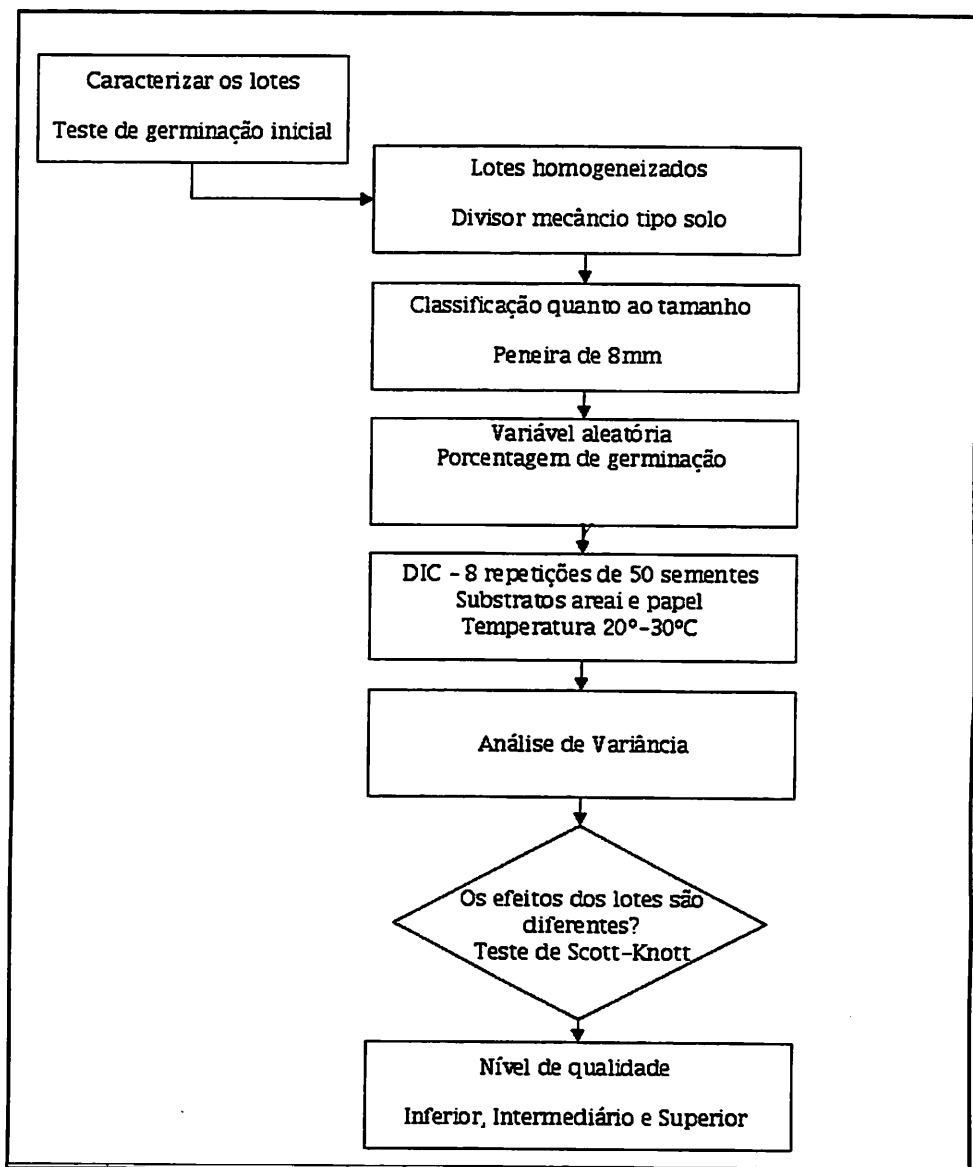 Caracterizar os lotes
Teste de germinação inicial
Lotes homogeneizados
Divisor mecâncio tipo solo
Classificação quanto ao tamanho
Peneira de 8mm
Variável aleatória
Porcentagem de germinação
DIC - 8 repetições de 50 sementes
Substratos areai e papel
Temperatura 20º-30ºC
Análise de Variância
Os efeitos dos lotes são
diferentes?
Teste de Scott-Knott
Nível de qualidade
Inferior, Intermediário e Superior